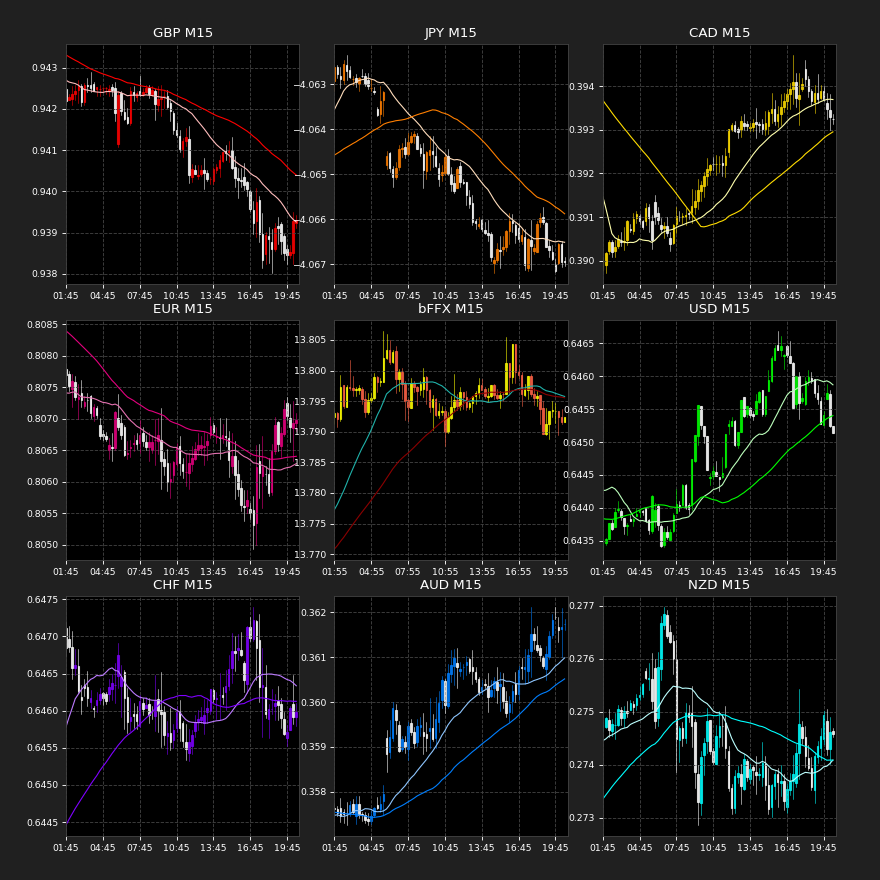 GBP M15 JPY M15 CAD M15
0.943 0.942 0.941 0.940 0.939 0.938
−4.063 −4.064 −4.065 −4.066 −4.067
0.394 0.393 0.392 0.391 0.390
01:45 04:45 07:45 10:45 13:45 16:45 19:45 01:45 04:45 07:45 10:45 13:45 16:45 19:45 01:45 04:45 07:45 10:45 13:45 16:45 19:45
EUR M15 bFFX M15 USD M15
0.8085 0.8080 0.8075 0.8070 0.8065 0.8060 0.8055 0.8050
13.805 13.800 13.795 13.790 13.785 13.780 13.775 13.770
0.6465 0.6460 0.6455 0.6450 0.6445 0.6440 0.6435
01:45 04:45 07:45 10:45 13:45 16:45 19:45 01:55 04:55 07:55 10:55 13:55 16:55 19:55 01:45 04:45 07:45 10:45 13:45 16:45 19:45
CHF M15 AUD M15 NZD M15
0.6475 0.6470 0.6465 0.6460 0.6455 0.6450 0.6445
0.362 0.361 0.360 0.359 0.358
0.277 0.276 0.275 0.274 0.273
01:45 04:45 07:45 10:45 13:45 16:45 19:45 01:45 04:45 07:45 10:45 13:45 16:45 19:45 01:45 04:45 07:45 10:45 13:45 16:45 19:45